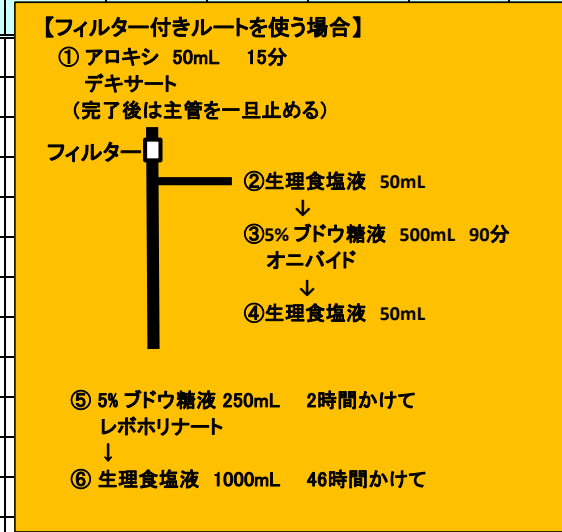 【フィルター付きルートを使う場合】
① アロキシ 50mL 15分
デキサート
（完了後は主管を一旦止める）
フィルター
②生理食塩液 50mL
↓
③5% ブドウ糖液 500mL 90分
オニバイド
↓
④生理食塩液 50mL
⑤ 5% ブドウ糖液 250mL 2時間かけて
レボホリナート
↓
⑥ 生理食塩液 1000mL 46時間かけて